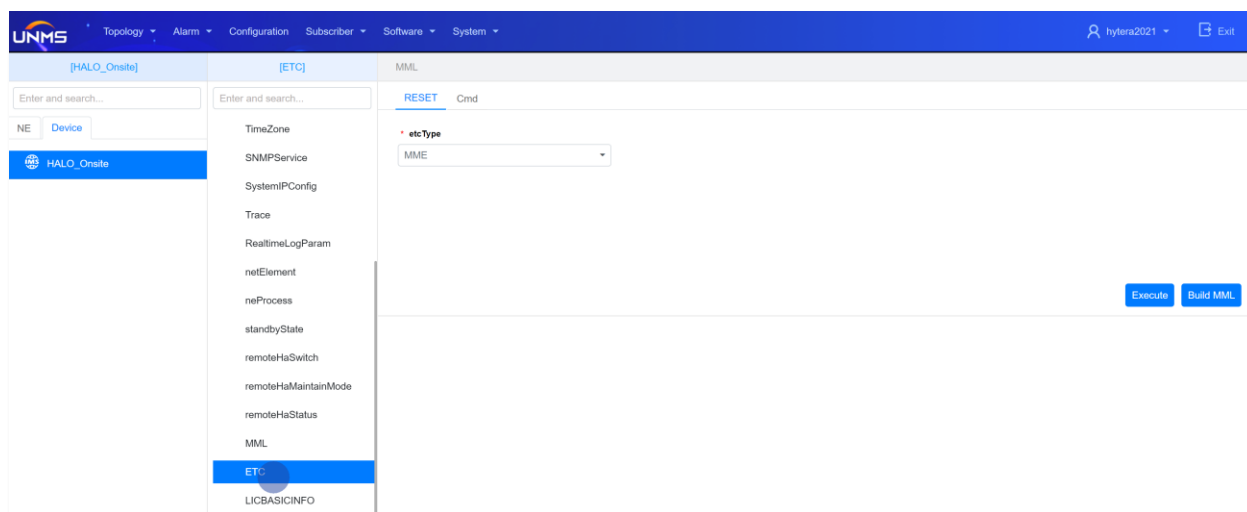 UNMS Topology Alarm Configuration Subscriber Software System hytera2021 Exit
[HALO_Onsite] [ETC] MML
Enter and search... Enter and search... RESET Cmd
NE Device TimeZone * etcType
HALO_Onsite SNMPService MME
SystemIPConfig
Trace
RealtimeLogParam
netElement
neProcess Execute Build MML
standbyState
remoteHaSwitch
remoteHaMaintainMode
remoteHaStatus
MML
ETC
LICBASICINFO